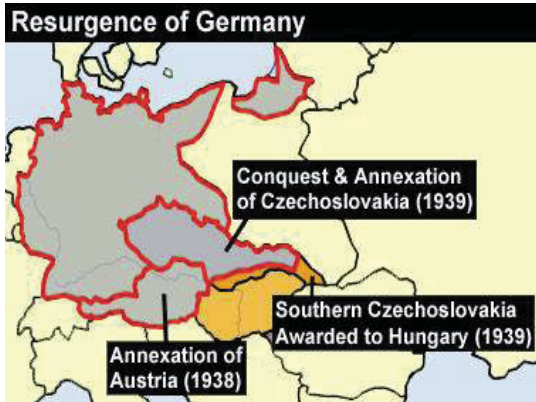 Resurgence of Germany
Conquest & Annexation
of Czechoslovakia (1939)
Southern Czechoslovakia
Awarded to Hungary (1939)
Annexation of
Austria (1938)